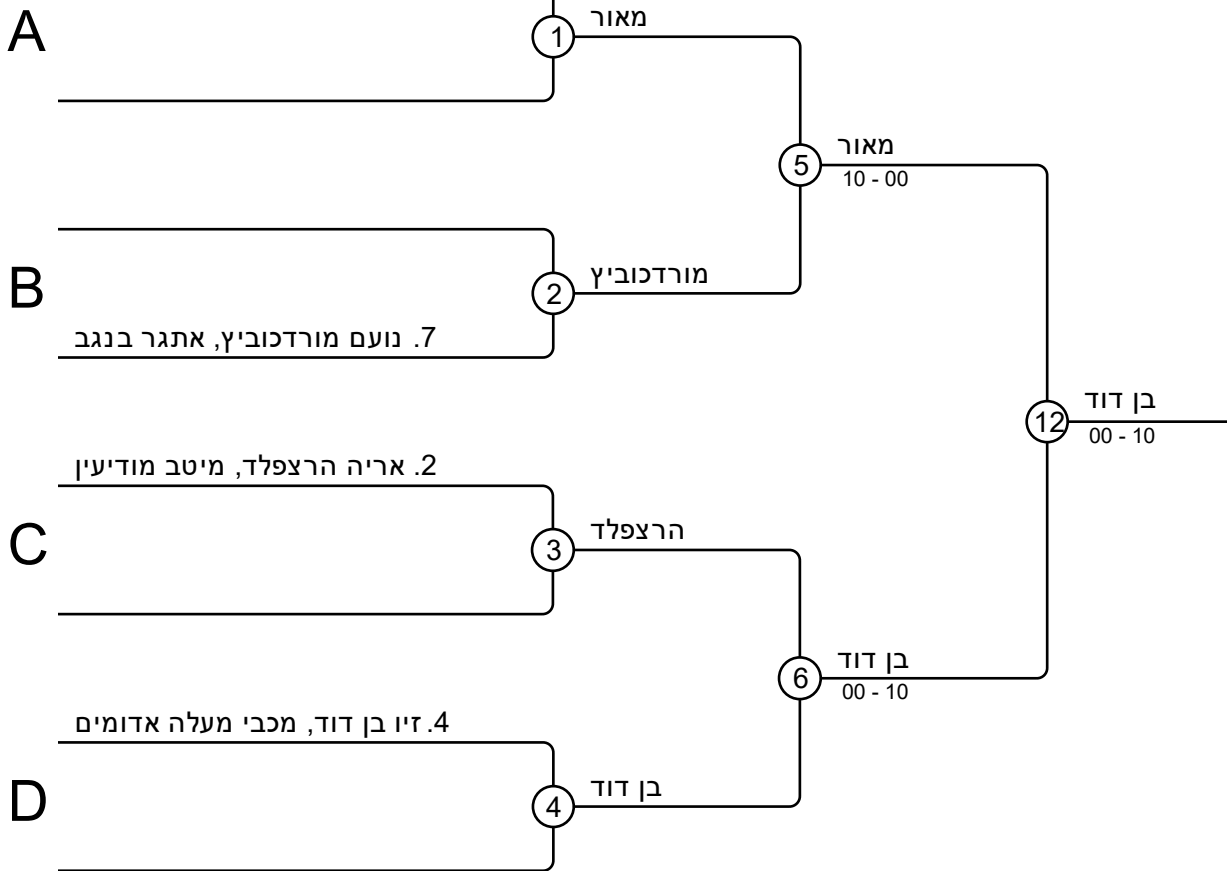 A
1
מאור
5
מאור
10 - 00
B
2
מורדכוביץ
7. נועם מורדכוביץ, אתגר בנגב
12
בן דוד
00 - 10
2. אריה הרצפלד, מיטב מודיעין
C
3
הרצפלד
6
בן דוד
00 - 10
4. זיו בן דוד, מכבי מעלה אדומים
D
4
בן דוד